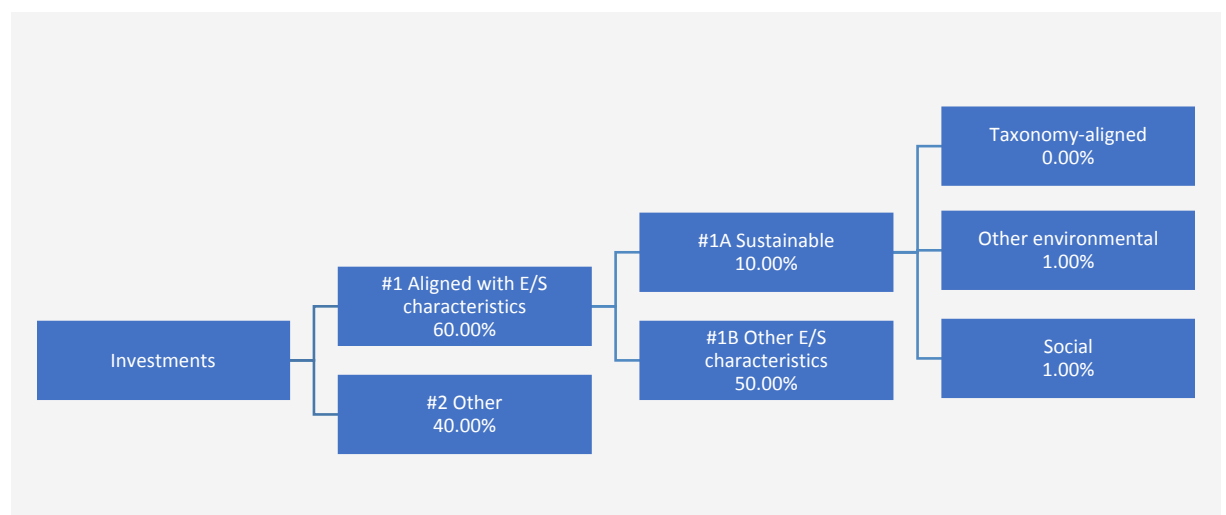 Investments
#1 Aligned with E/S
characteristics
60.00%
#2 Other
40.00%
#1A Sustainable
10.00%
#1B Other E/S
characteristics
50.00%
Taxonomy-aligned
0.00%
Other environmental
1.00%
Social
1.00%